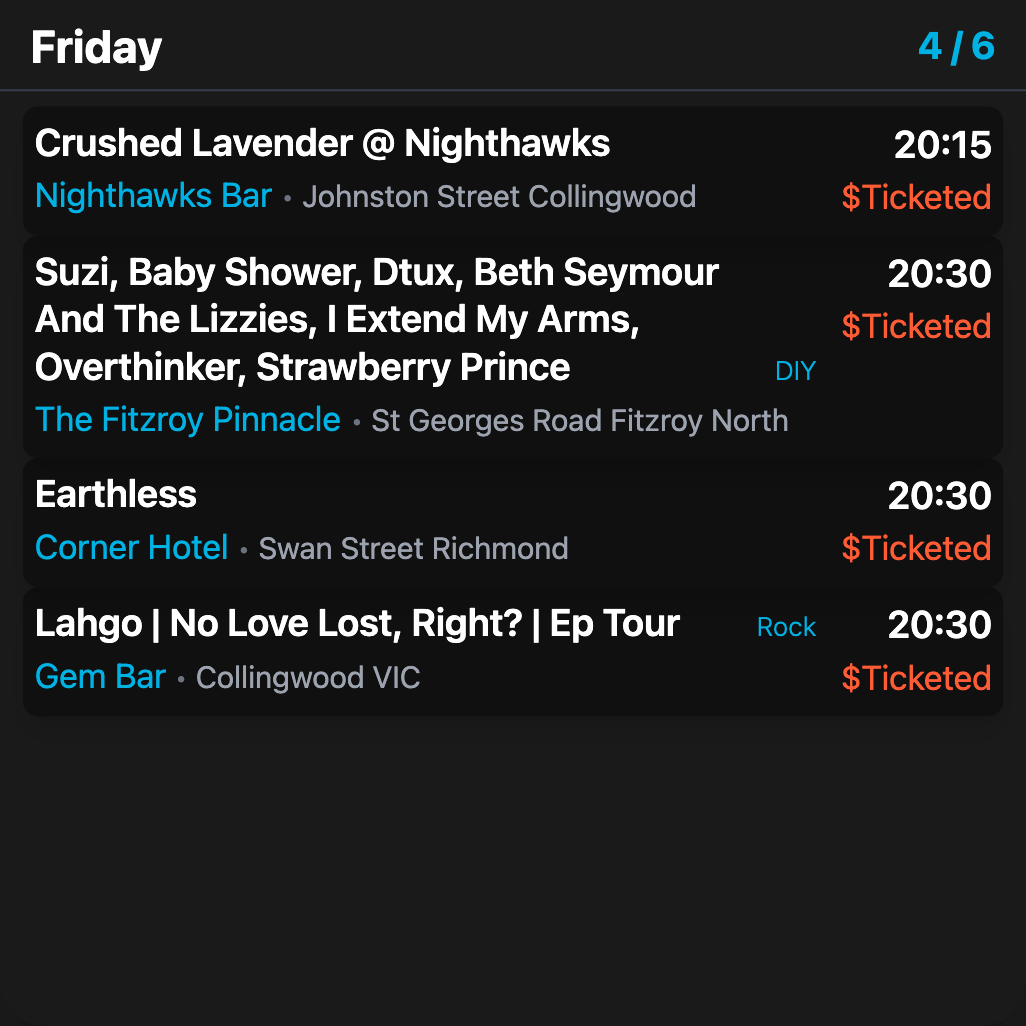 Friday 4 / 6
Crushed Lavender @ Nighthawks 20:15
Nighthawks Bar • Johnston Street Collingwood $Ticketed
Suzi, Baby Shower, Dtux, Beth Seymour 20:30
And The Lizzies, I Extend My Arms, $Ticketed
Overthinker, Strawberry Prince DIY
The Fitzroy Pinnacle • St Georges Road Fitzroy North
Earthless 20:30
Corner Hotel • Swan Street Richmond $Ticketed
Lahgo | No Love Lost, Right? | Ep Tour Rock 20:30
Gem Bar • Collingwood VIC $Ticketed